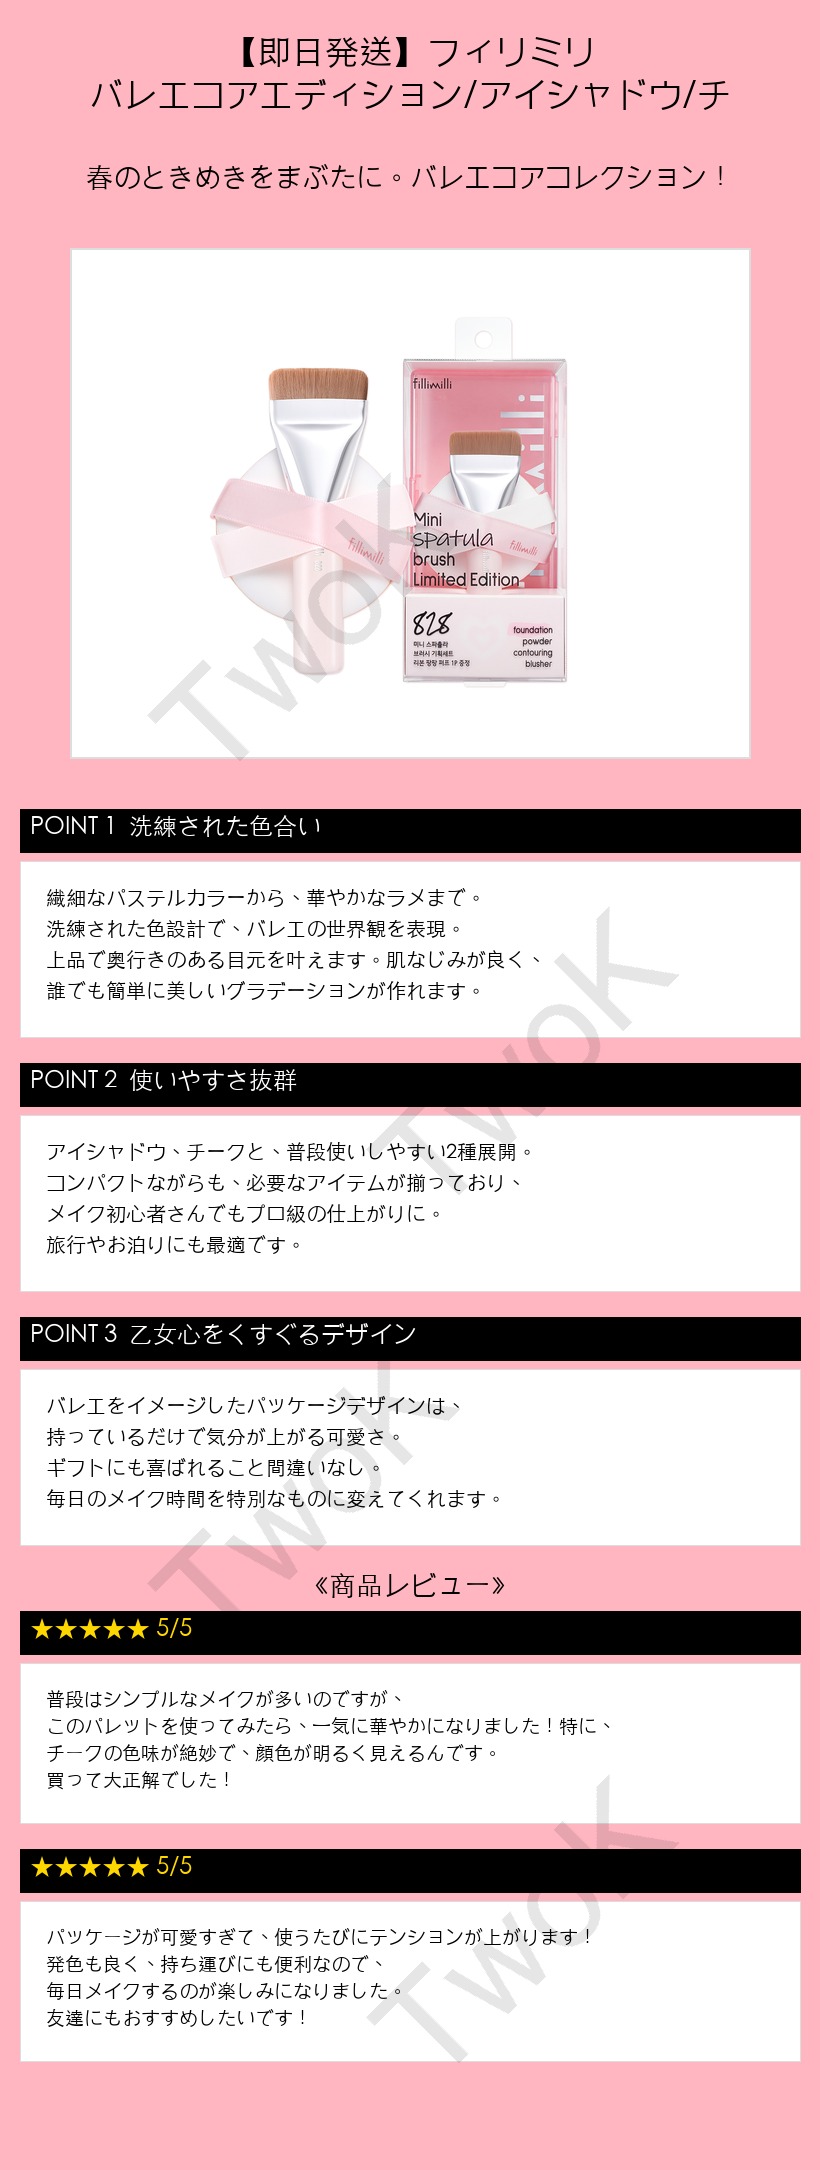 【即日発送】フィリミリ
バレエコアエディション/アイシャドウ/チ
春のときめきをまぶたに。バレエコアコレクション！
fillimilli
Mini
spatula
brush
Limited Edition
fillimilli
fillimilli
828
미니 스파츌라
브러시 기획세트
리본 팡팡 퍼프 1P 증정
foundation
powder
contouring
blusher
TwoK
POINT 1 洗練された色合い
繊細なパステルカラーから、華やかなラメまで。
洗練された色設計で、バレエの世界観を表現。
上品で奥行きのある目元を叶えます。肌なじみが良く、
誰でも簡単に美しいグラデーションが作れます。
TwoK
POINT 2 使いやすさ抜群
アイシャドウ、チークと、普段使いしやすい2種展開。
コンパクトながらも、必要なアイテムが揃っており、
メイク初心者さんでもプロ級の仕上がりに。
旅行やお泊りにも最適です。
POINT 3 乙女心をくすぐるデザイン
バレエをイメージしたパッケージデザインは、
持っているだけで気分が上がる可愛さ。
ギフトにも喜ばれること間違いなし。
毎日のメイク時間を特別なものに変えてくれます。
TwoK
《商品レビュー》
★★★★★ 5/5
普段はシンプルなメイクが多いのですが、
このパレットを使ってみたら、一気に華やかになりました！特に、
チークの色味が絶妙で、顔色が明るく見えるんです。
買って大正解でした！
★★★★★ 5/5
パッケージが可愛すぎて、使うたびにテンションが上がります！
発色も良く、持ち運びにも便利なので、
毎日メイクするのが楽しみになりました。
友達にもおすすめしたいです！
TwoK